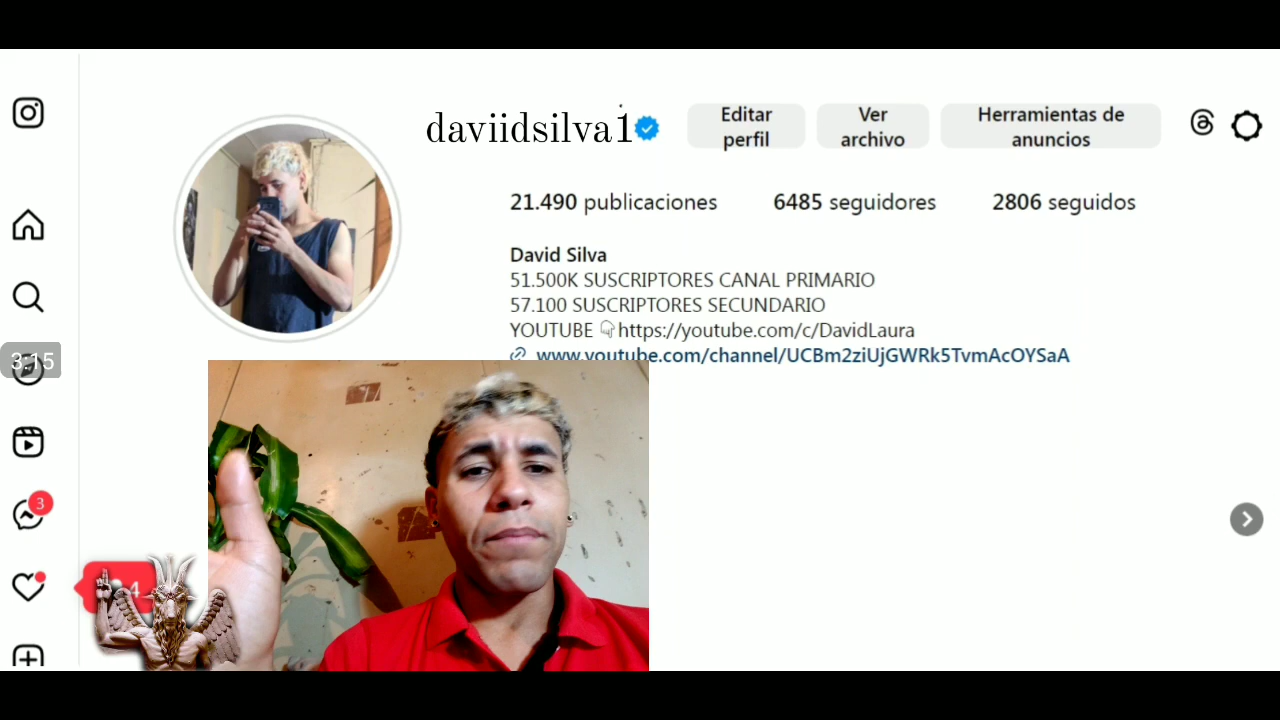 daviidsilva1
Editar perfil
Ver archivo
Herramientas de anuncios
21.490 publicaciones
6485 seguidores
2806 seguidos
David Silva
51.500K SUSCRIPTORES CANAL PRIMARIO
57.100 SUSCRIPTORES SECUNDARIO
YOUTUBE 👇https://youtube.com/c/DavidLaura
www.youtube.com/channel/UCBm2ziUjGWRk5TvmAcOYSaA
3:15
3
4